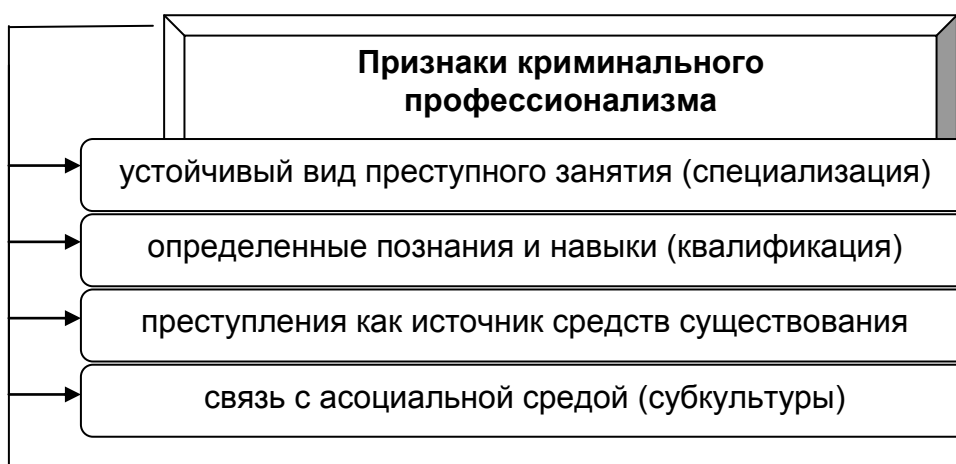 Признаки криминального
профессионализма
устойчивый вид преступного занятия (специализация)
определенные познания и навыки (квалификация)
преступления как источник средств существования
связь с асоциальной средой (субкультуры)